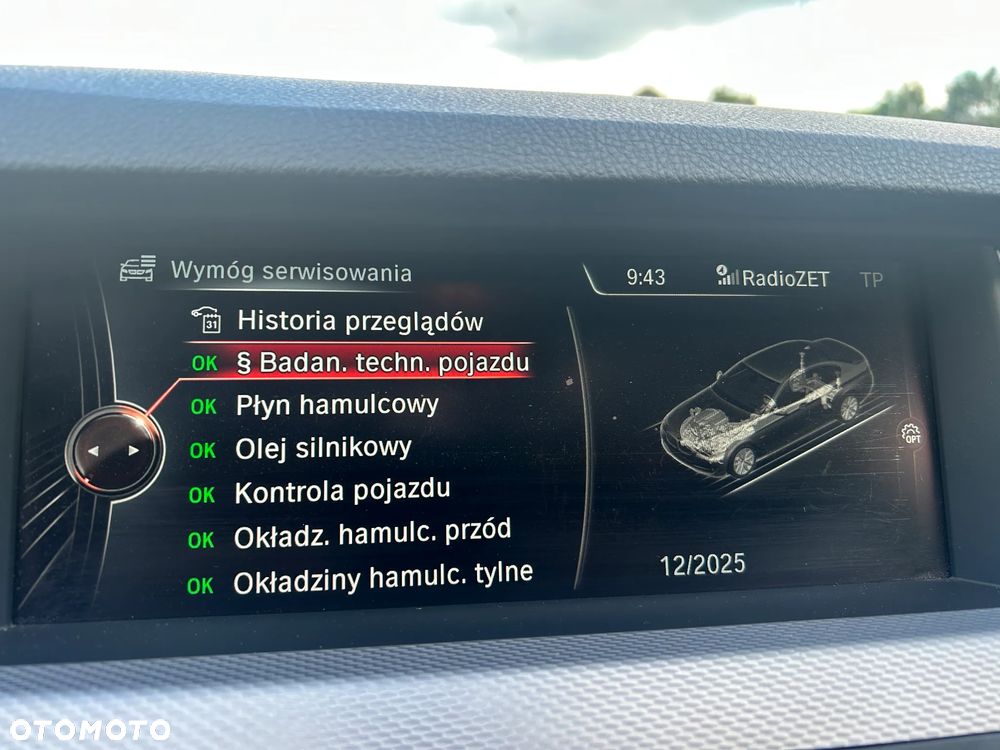 Wymóg serwisowania
9:43 RadioZET TP
31 Historia przeglądów
OK § Badan. techn. pojazdu
OK Płyn hamulcowy
OK Olej silnikowy
OPT
OK Kontrola pojazdu
OK Okładz. hamulc. przód
OK Okładziny hamulc. tylne
12/2025
OTOMOTO